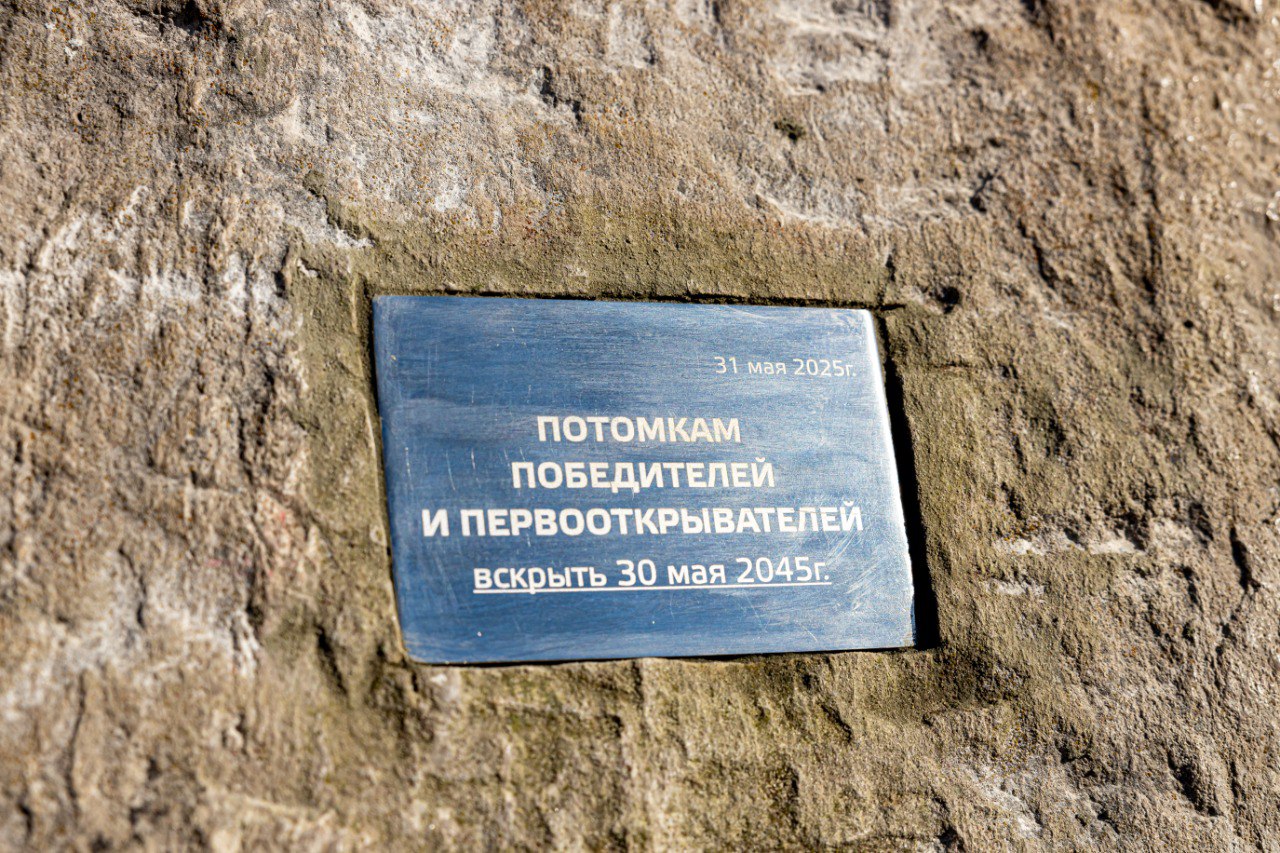 31 мая 2025г.
ПОТОМКАМ
ПОБЕДИТЕЛЕЙ
И ПЕРВООТКРЫВАТЕЛЕЙ
вскрыть 30 мая 2045г.